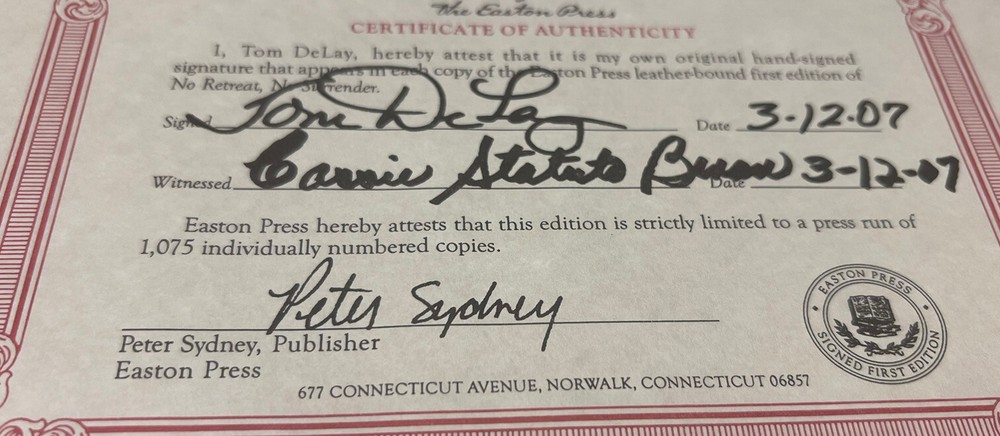 The Easton Press
CERTIFICATE OF AUTHENTICITY
I, Tom DeLay, hereby attest that it is my own original hand-signed
signature that appears in each copy of the Easton Press leather-bound first edition of
No Retreat, No Surrender.
Signed Tom DeLay Date 3-12-07
Witnessed Date 3-12-07
Easton Press hereby attests that this edition is strictly limited to a press run of
1,075 individually numbered copies.
Peter Sydney
Peter Sydney, Publisher
Easton Press
677 CONNECTICUT AVENUE, NORWALK, CONNECTICUT 06857
EASTON PRESS
SIGNED FIRST EDITION